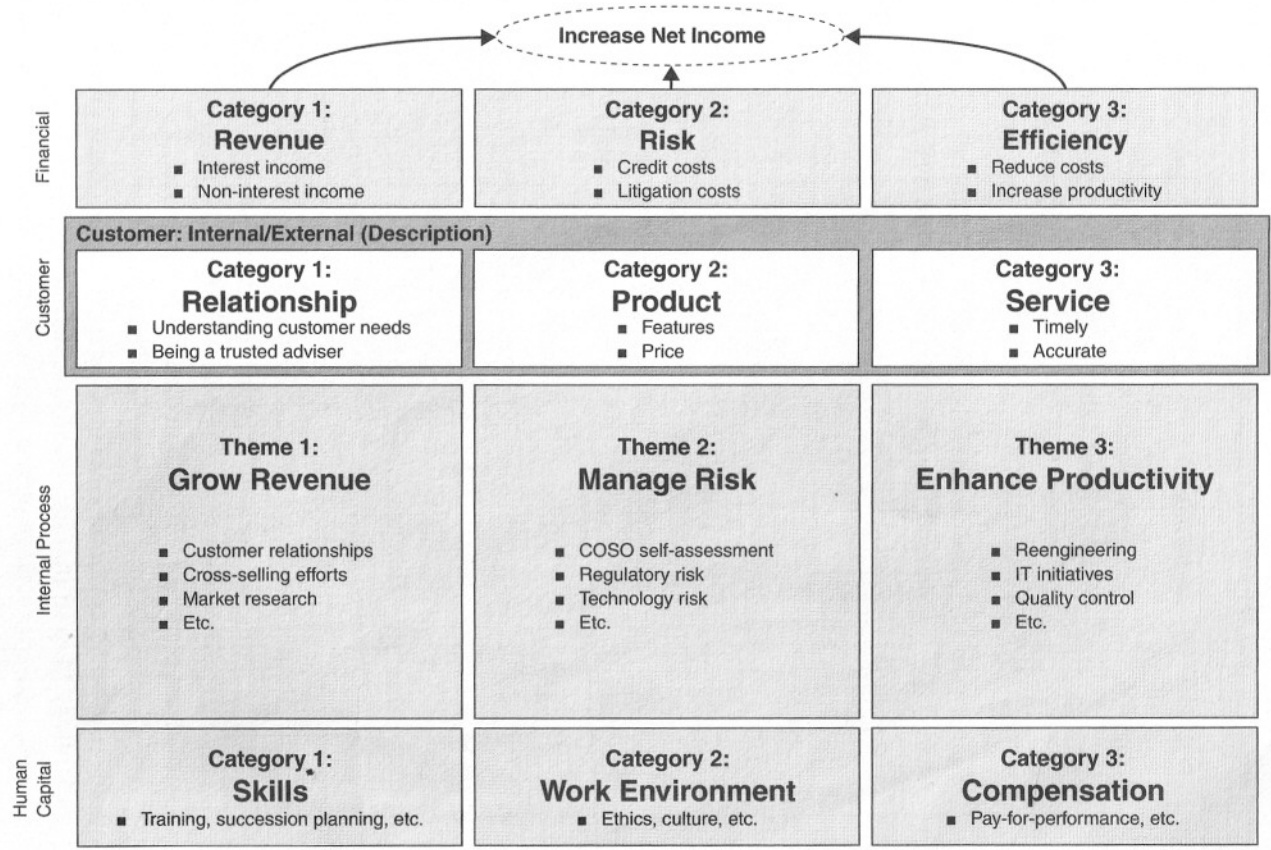 Increase Net Income
Financial
Category 1:
Revenue
■ Interest income
■ Non-interest income
Category 2:
Risk
■ Credit costs
■ Litigation costs
Category 3:
Efficiency
■ Reduce costs
■ Increase productivity
Customer
Customer: Internal/External (Description)
Category 1:
Relationship
■ Understanding customer needs
■ Being a trusted adviser
Category 2:
Product
■ Features
■ Price
Category 3:
Service
■ Timely
■ Accurate
Internal Process
Theme 1:
Grow Revenue
■ Customer relationships
■ Cross-selling efforts
■ Market research
■ Etc.
Theme 2:
Manage Risk
■ COSO self-assessment
■ Regulatory risk
■ Technology risk
■ Etc.
Theme 3:
Enhance Productivity
■ Reengineering
■ IT initiatives
■ Quality control
■ Etc.
Human
Capital
Category 1:
Skills
■ Training, succession planning, etc.
Category 2:
Work Environment
■ Ethics, culture, etc.
Category 3:
Compensation
■ Pay-for-performance, etc.